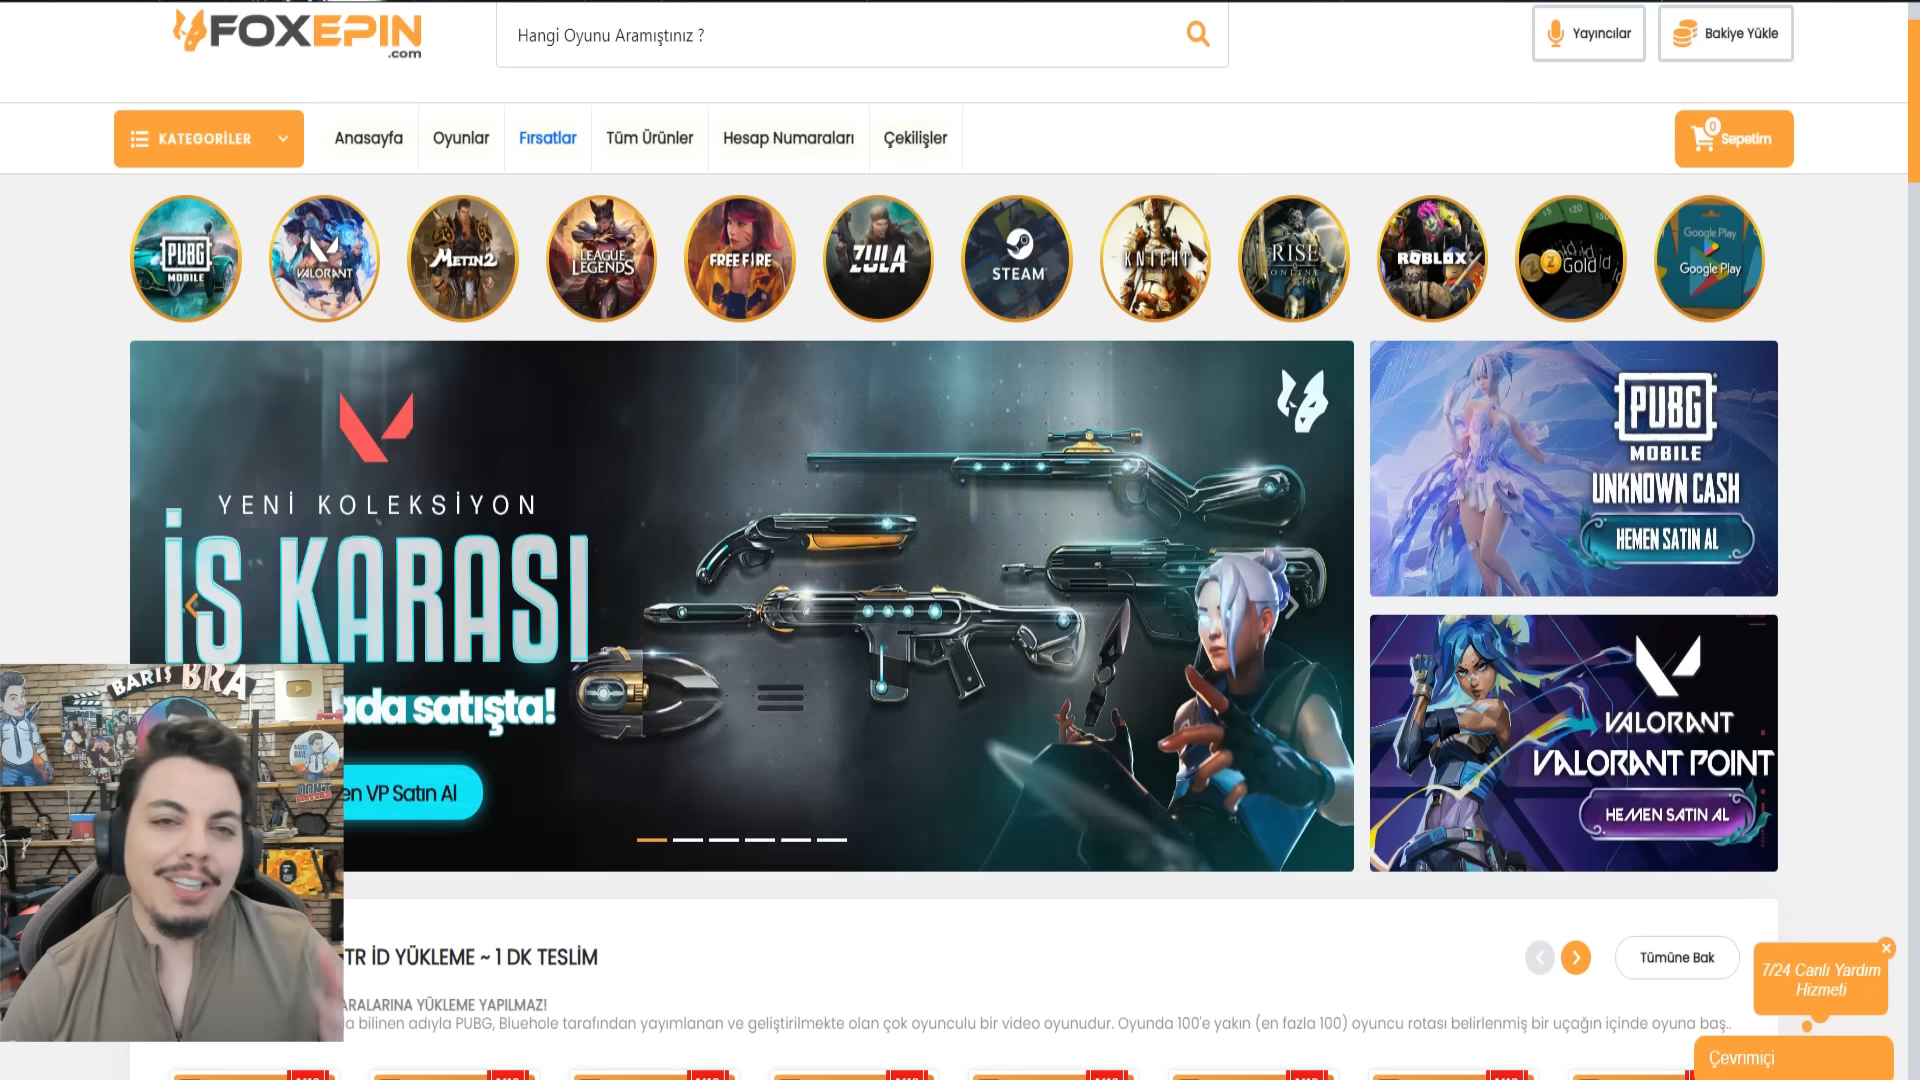 FOXEPIN
.com
Hangi Oyunu Aramıştınız ?
Yayıncılar
Bakiye Yükle
KATEGORİLER
Anasayfa
Oyunlar
Fırsatlar
Tüm Ürünler
Hesap Numaraları
Çekilişler
0
Sepetim
PUBG
MOBILE
VALORANT
METIN2
LEAGUE
LEGENDS
FREE FIRE
ZULA
STEAM
KNIGHT
RISE
ONLINE
ROBLOX
Gold
Google Play
Google Play
YENİ KOLEKSİYON
İS KARASI
ada satışta!
en VP Satın Al
PUBG
MOBILE
UNKNOWN CASH
HEMEN SATIN AL
VALORANT
VALORANT POINT
HEMEN SATIN AL
BARIŞ BRA
TR İD YÜKLEME ~ 1 DK TESLİM
Tümüne Bak
ARALARINA YÜKLEME YAPILMAZ!
a bilinen adıyla PUBG, Bluehole tarafından yayımlanan ve geliştirilmekte olan çok oyunculu bir video oyunudur. Oyunda 100'e yakın (en fazla 100) oyuncu rotası belirlenmiş bir uçağın içinde oyuna baş..
7/24 Canlı Yardım
Hizmeti
Çevrimiçi